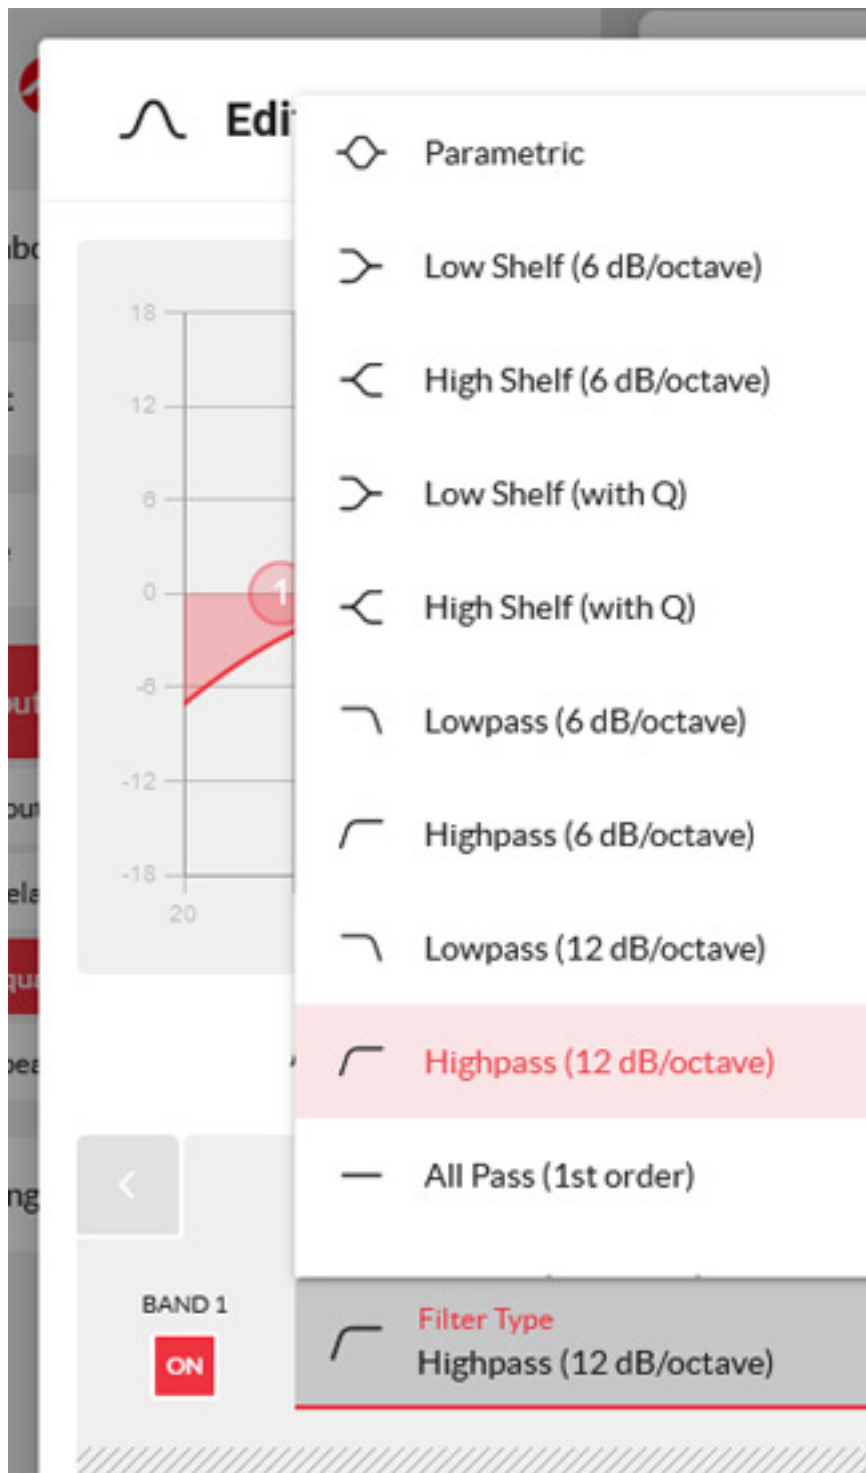 Parametric
Low Shelf (6 dB/octave)
High Shelf (6 dB/octave)
Low Shelf (with Q)
High Shelf (with Q)
Lowpass (6 dB/octave)
Highpass (6 dB/octave)
Lowpass (12 dB/octave)
Highpass (12 dB/octave)
All Pass (1st order)
18
12
6
0
1
-6
-12
-18
20
BAND 1
ON
Filter Type
Highpass (12 dB/octave)